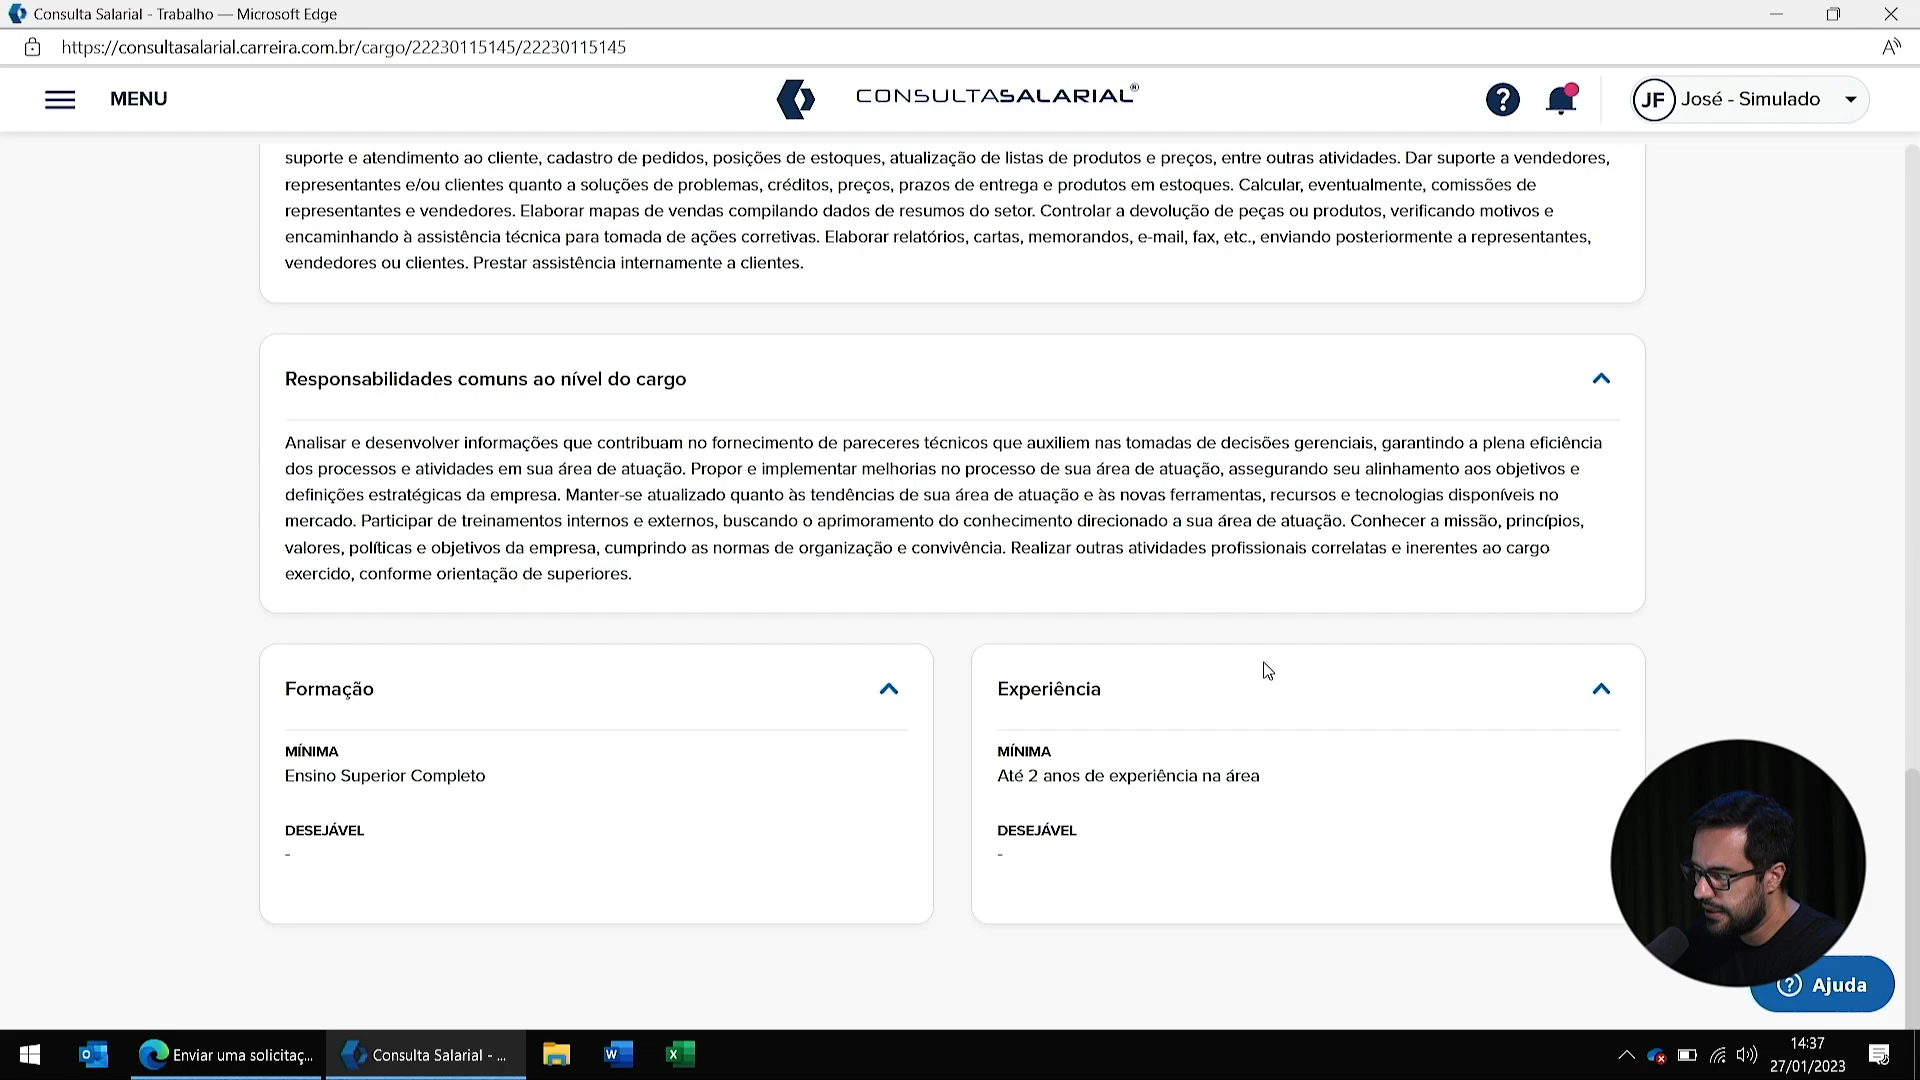 Consulta Salarial - Trabalho — Microsoft Edge
https://consultasalarial.carreira.com.br/cargo/22230115145/22230115145
MENU
CONSULTASALARIAL®
JF José - Simulado
suporte e atendimento ao cliente, cadastro de pedidos, posições de estoques, atualização de listas de produtos e preços, entre outras atividades. Dar suporte a vendedores,
representantes e/ou clientes quanto a soluções de problemas, créditos, preços, prazos de entrega e produtos em estoques. Calcular, eventualmente, comissões de
representantes e vendedores. Elaborar mapas de vendas compilando dados de resumos do setor. Controlar a devolução de peças ou produtos, verificando motivos e
encaminhando à assistência técnica para tomada de ações corretivas. Elaborar relatórios, cartas, memorandos, e-mail, fax, etc., enviando posteriormente a representantes,
vendedores ou clientes. Prestar assistência internamente a clientes.
Responsabilidades comuns ao nível do cargo
Analisar e desenvolver informações que contribuam no fornecimento de pareceres técnicos que auxiliem nas tomadas de decisões gerenciais, garantindo a plena eficiência
dos processos e atividades em sua área de atuação. Propor e implementar melhorias no processo de sua área de atuação, assegurando seu alinhamento aos objetivos e
definições estratégicas da empresa. Manter-se atualizado quanto às tendências de sua área de atuação e às novas ferramentas, recursos e tecnologias disponíveis no
mercado. Participar de treinamentos internos e externos, buscando o aprimoramento do conhecimento direcionado a sua área de atuação. Conhecer a missão, princípios,
valores, políticas e objetivos da empresa, cumprindo as normas de organização e convivência. Realizar outras atividades profissionais correlatas e inerentes ao cargo
exercido, conforme orientação de superiores.
Formação
MÍNIMA
Ensino Superior Completo
DESEJÁVEL
-
Experiência
MÍNIMA
Até 2 anos de experiência na área
DESEJÁVEL
-
Ajuda
Enviar uma solicitaç...
Consulta Salarial - ...
14:37
27/01/2023